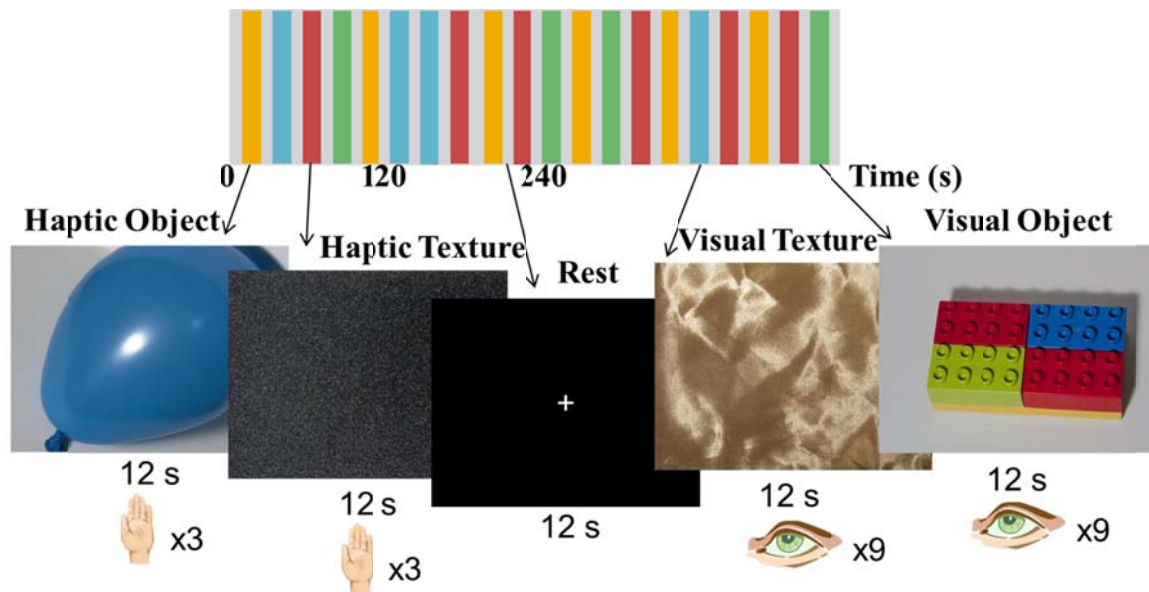 0 120 240 Time (s)
Haptic Object
Haptic Texture
Rest
Visual Texture
Visual Object
12 s
x3
12 s
x3
12 s
12 s
x9
12 s
x9